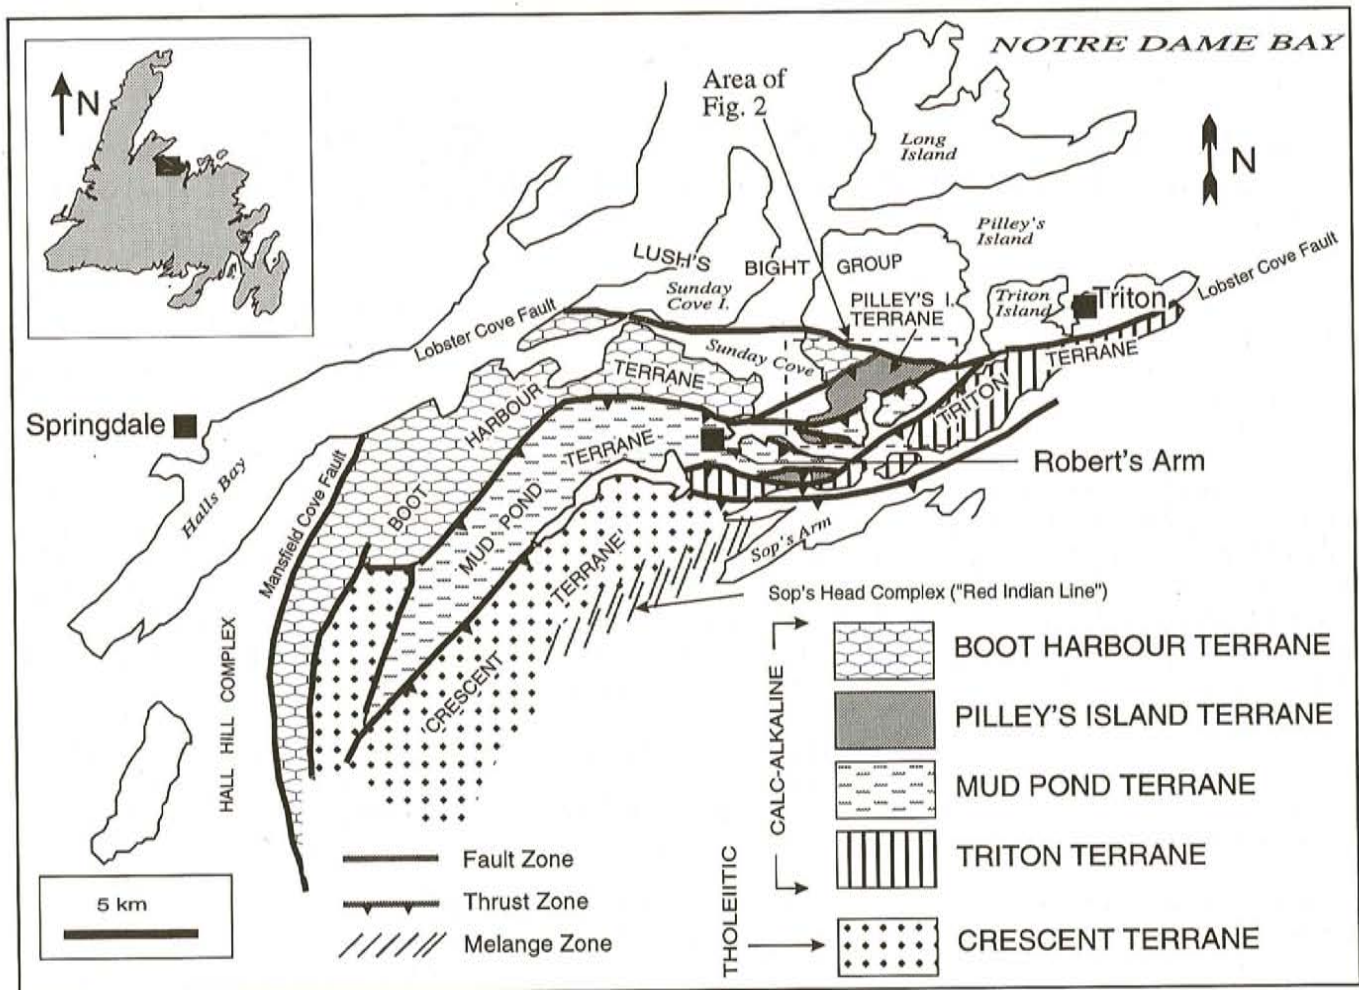 NOTRE DAME BAY
N
Area of
Fig. 2
Long
Island
N
Pilley's
Island
LUSH'S BIGHT GROUP
Sunday
Cove I.
PILLEY'S I.
TERRANE
Triton
Island
Triton
Lobster Cove Fault
Lobster Cove Fault
Sunday Cove
TERRANE
TRITON
TERRANE
HARBOUR
BOOT
Springdale
Halls Bay
Mansfield Cove Fault
TERRANE
MUD POND
Robert's Arm
Sop's Arm
TERRANE
CRESCENT
Sop's Head Complex ("Red Indian Line")
HALL HILL COMPLEX
CALC-ALKALINE
BOOT HARBOUR TERRANE
PILLEY'S ISLAND TERRANE
MUD POND TERRANE
TRITON TERRANE
THOLEIITIC
CRESCENT TERRANE
Fault Zone
Thrust Zone
Melange Zone
5 km